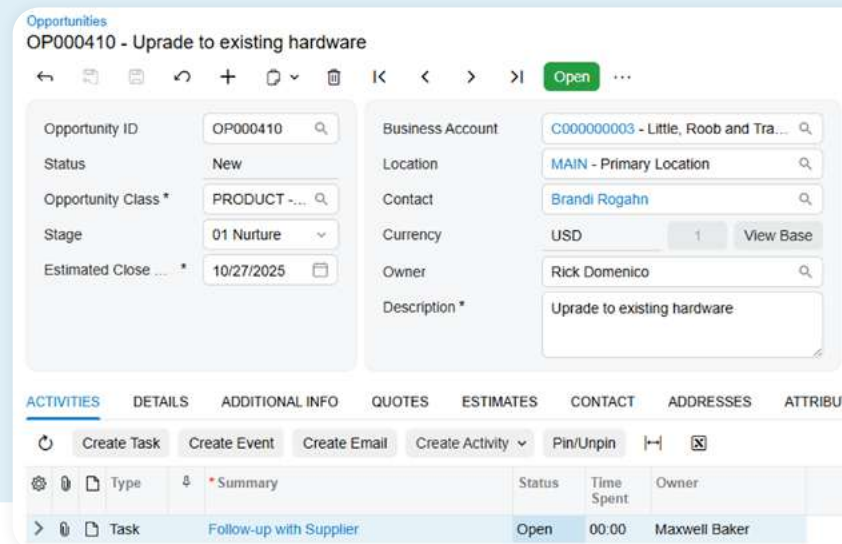 Opportunities
OP000410 - Uprade to existing hardware
Open
Opportunity ID OP000410
Status New
Opportunity Class * PRODUCT -...
Stage 01 Nurture
Estimated Close ... * 10/27/2025
Business Account C000000003 - Little, Roob and Tra...
Location MAIN - Primary Location
Contact Brandi Rogahn
Currency USD 1 View Base
Owner Rick Domenico
Description * Uprade to existing hardware
ACTIVITIES DETAILS ADDITIONAL INFO QUOTES ESTIMATES CONTACT ADDRESSES ATTRIBU
Create Task Create Event Create Email Create Activity Pin/Unpin
Type * Summary Status Time Spent Owner
Task Follow-up with Supplier Open 00:00 Maxwell Baker